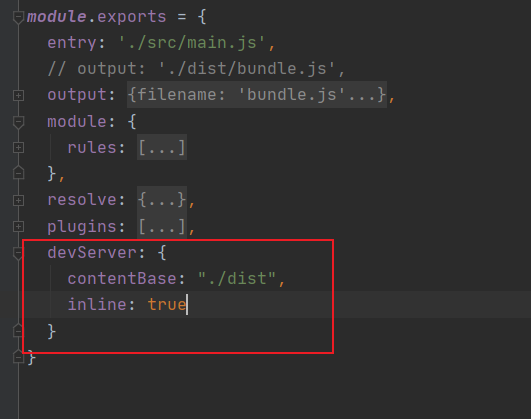 module.exports = {
entry: './src/main.js',
// output: './dist/bundle.js',
output: {filename: 'bundle.js'...},
module: {
rules: [...]
},
resolve: {...},
plugins: [...],
devServer: {
contentBase: "./dist",
inline: true
}
}